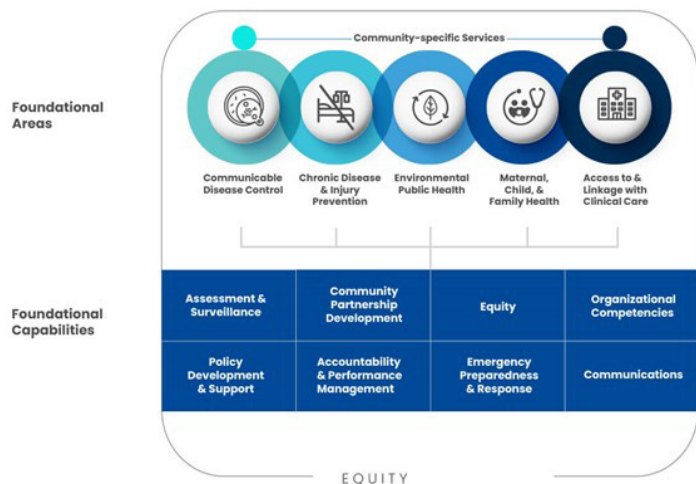 Community-specific Services
Foundational
Areas
Communicable
Disease Control
Chronic Disease
& Injury
Prevention
Environmental
Public Health
Maternal,
Child, &
Family Health
Access to &
Linkage with
Clinical Care
Foundational
Capabilities
Assessment &
Surveillance
Community
Partnership
Development
Equity
Organizational
Competencies
Policy
Development
& Support
Accountability
& Performance
Management
Emergency
Preparedness
& Response
Communications
EQUITY